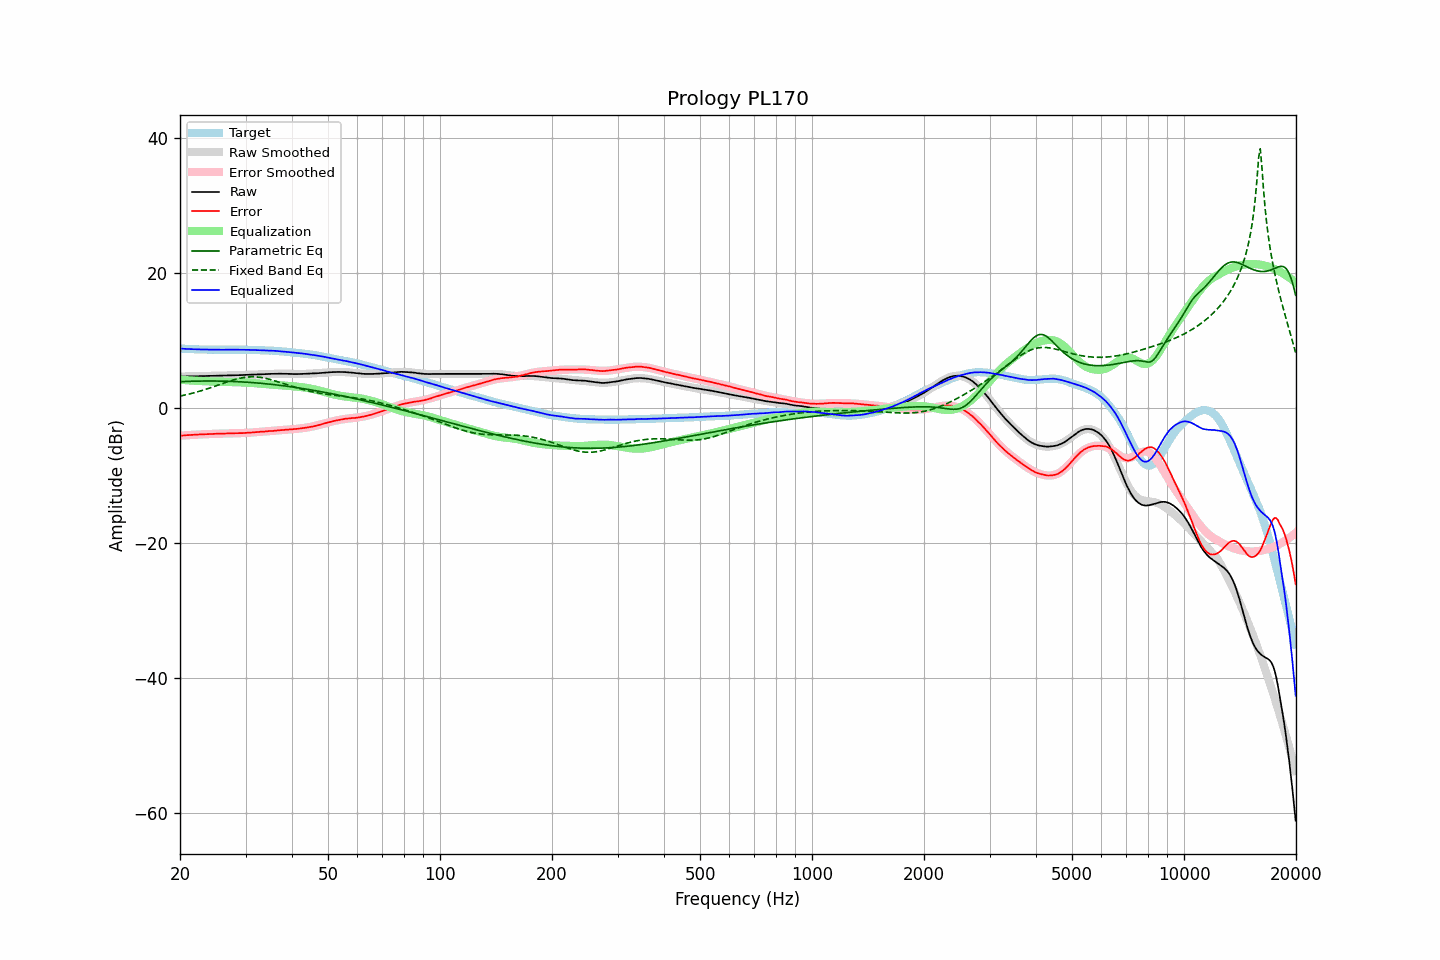 Prology PL170
Target
Raw Smoothed
Error Smoothed
Raw
Error
Equalization
Parametric Eq
Fixed Band Eq
Equalized
Amplitude (dBr)
40
20
0
−20
−40
−60
20 50 100 200 500 1000 2000 5000 10000 20000
Frequency (Hz)